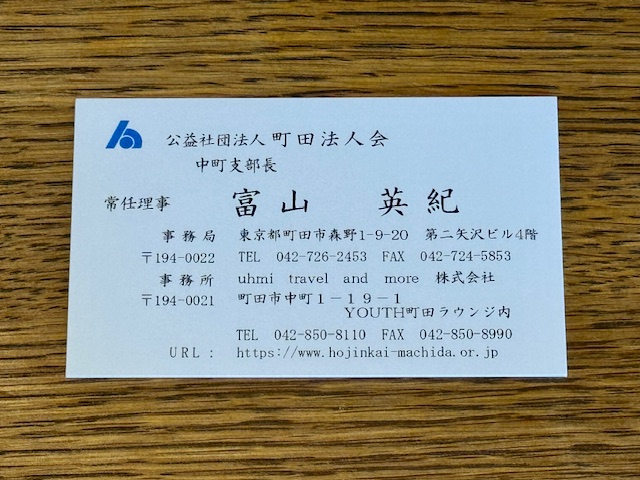 公益社団法人 町田法人会
中町支部長
常任理事 富山 英紀
事務局 東京都町田市森野1-9-20 第二矢沢ビル4階
〒194-0022 TEL 042-726-2453 FAX 042-724-5853
事務所 uhmi travel and more 株式会社
〒194-0021 町田市中町1－19－1
YOUTH町田ラウンジ内
TEL 042-850-8110 FAX 042-850-8990
URL: https://www.hojinkai-machida.or.jp